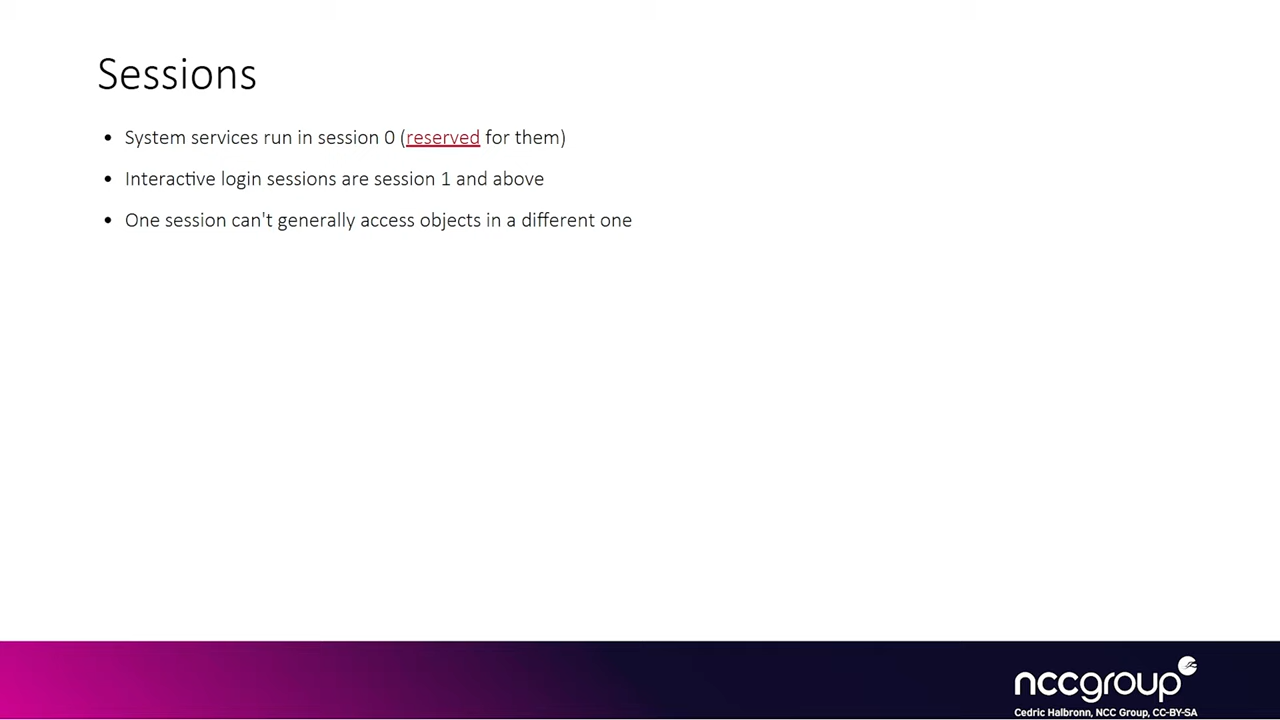 Sessions
• System services run in session 0 (reserved for them)
• Interactive login sessions are session 1 and above
• One session can't generally access objects in a different one
nccgroup
Cedric Halbronn, NCC Group, CC-BY-SA